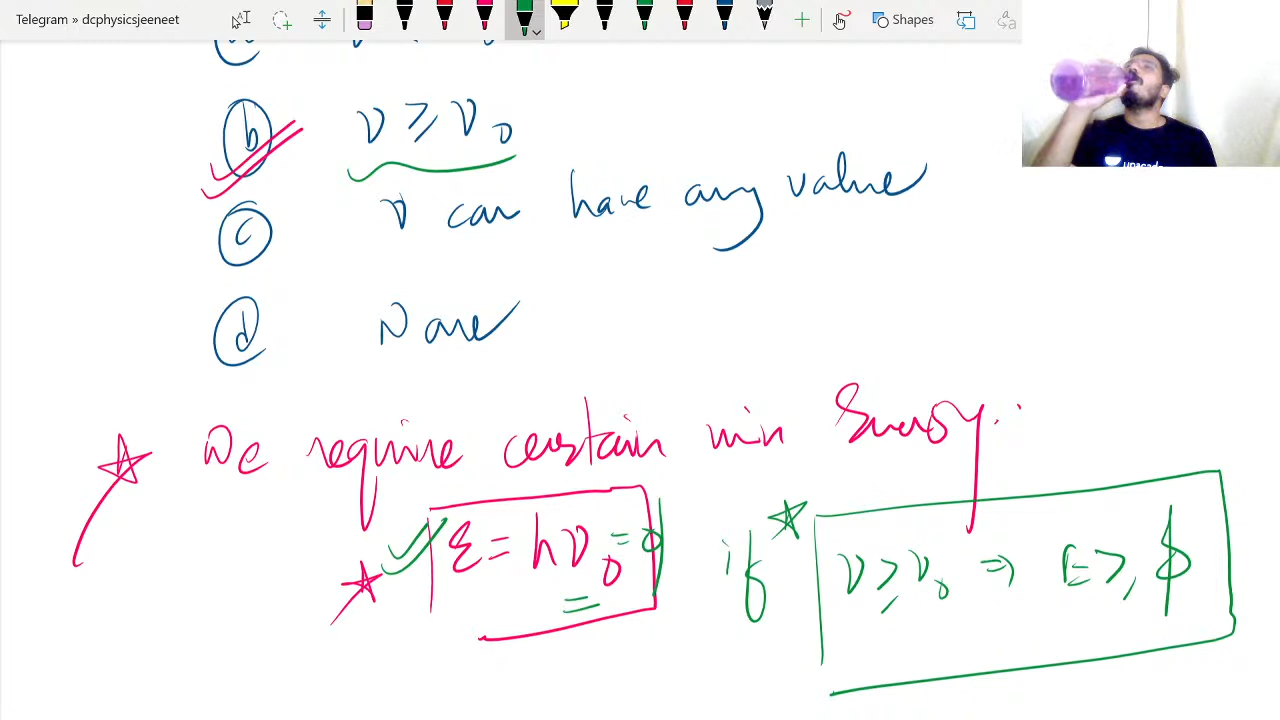 Telegram » dcphysicsjeeneet
Shapes
b ν ≥ ν0
c ν can have any value
d None
We require certain min Energy.
ε = hν0 = φ
if ν ≥ ν0 ⇒ E ≥, φ